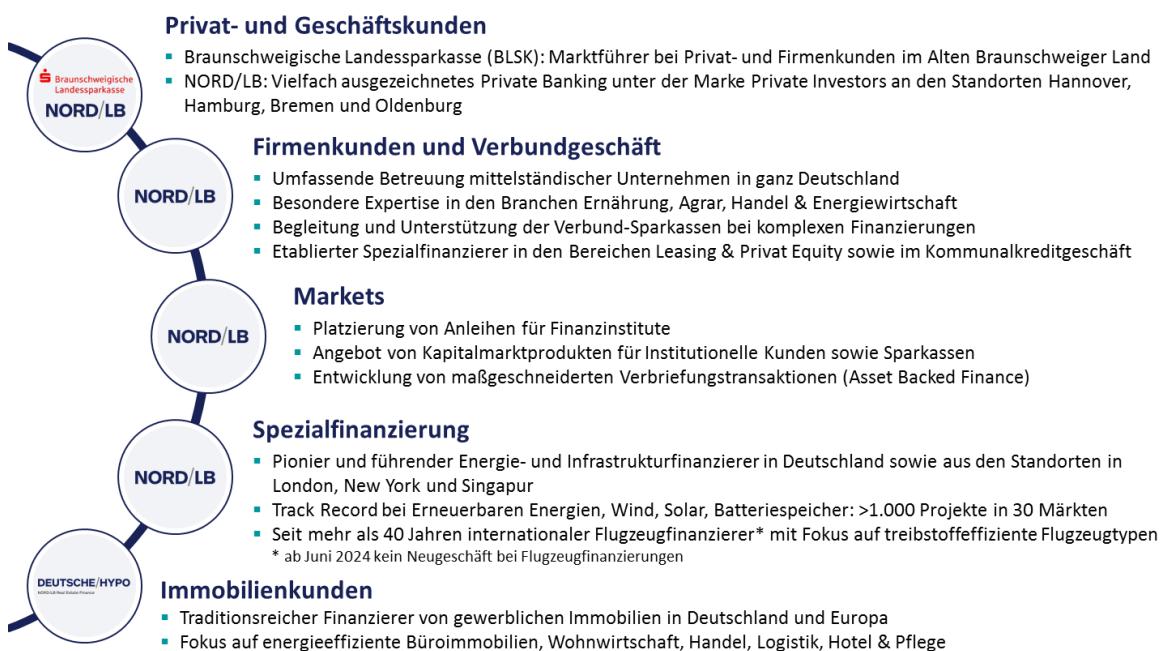 Privat- und Geschäftskunden
▪ Braunschweigische Landessparkasse (BLSK): Marktführer bei Privat- und Firmenkunden im Alten Braunschweiger Land
▪ NORD/LB: Vielfach ausgezeichnetes Private Banking unter der Marke Private Investors an den Standorten Hannover,
Hamburg, Bremen und Oldenburg
Braunschweigische
Landessparkasse
NORD/LB
Firmenkunden und Verbundgeschäft
▪ Umfassende Betreuung mittelständischer Unternehmen in ganz Deutschland
▪ Besondere Expertise in den Branchen Ernährung, Agrar, Handel & Energiewirtschaft
▪ Begleitung und Unterstützung der Verbund-Sparkassen bei komplexen Finanzierungen
▪ Etablierter Spezialfinanzierer in den Bereichen Leasing & Privat Equity sowie im Kommunalkreditgeschäft
NORD/LB
Markets
▪ Platzierung von Anleihen für Finanzinstitute
▪ Angebot von Kapitalmarktprodukten für Institutionelle Kunden sowie Sparkassen
▪ Entwicklung von maßgeschneiderten Verbriefungstransaktionen (Asset Backed Finance)
NORD/LB
Spezialfinanzierung
▪ Pionier und führender Energie- und Infrastrukturfinanzierer in Deutschland sowie aus den Standorten in
London, New York und Singapur
▪ Track Record bei Erneuerbaren Energien, Wind, Solar, Batteriespeicher: >1.000 Projekte in 30 Märkten
▪ Seit mehr als 40 Jahren internationaler Flugzeugfinanzierer* mit Fokus auf treibstoffeffiziente Flugzeugtypen
* ab Juni 2024 kein Neugeschäft bei Flugzeugfinanzierungen
NORD/LB
Immobilienkunden
▪ Traditionsreicher Finanzierer von gewerblichen Immobilien in Deutschland und Europa
▪ Fokus auf energieeffiziente Büroimmobilien, Wohnwirtschaft, Handel, Logistik, Hotel & Pflege
DEUTSCHE/HYPO
NORD/LB Real Estate Finance